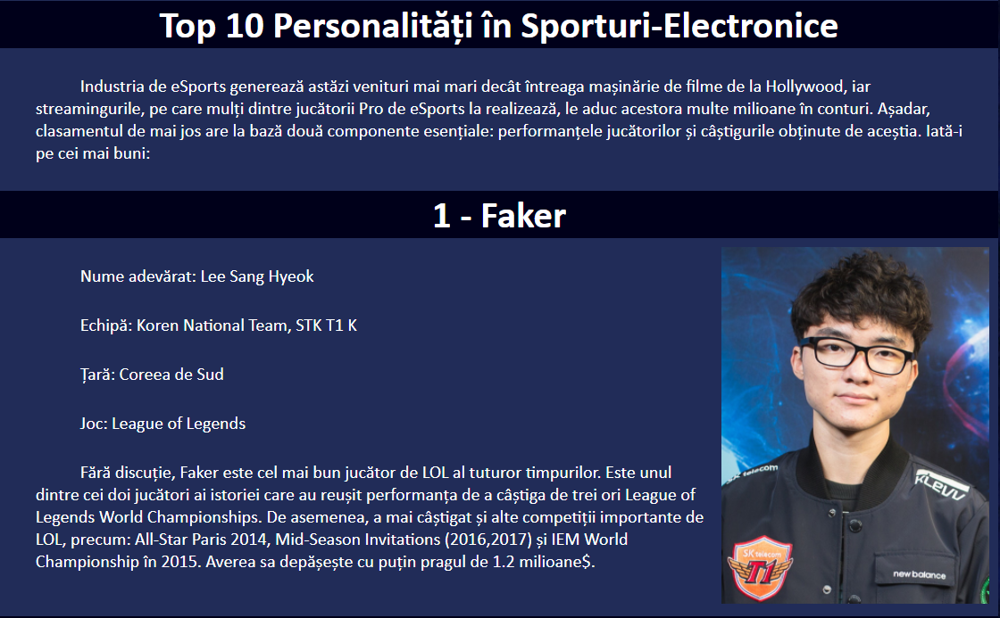 Top 10 Personalități în Sporturi-Electronice
Industria de eSports generează astăzi venituri mai mari decât întreaga mașinărie de filme de la Hollywood, iar
streamingurile, pe care mulți dintre jucătorii Pro de eSports la realizează, le aduc acestora multe milioane în conturi. Așadar,
clasamentul de mai jos are la bază două componente esențiale: performanțele jucătorilor și câștigurile obținute de aceștia. Iată-i
pe cei mai buni:
1 - Faker
Nume adevărat: Lee Sang Hyeok
Echipă: Koren National Team, STK T1 K
Țară: Coreea de Sud
Joc: League of Legends
Fără discuție, Faker este cel mai bun jucător de LOL al tuturor timpurilor. Este unul
dintre cei doi jucători ai istoriei care au reușit performanța de a câștiga de trei ori League of
Legends World Championships. De asemenea, a mai câștigat și alte competiții importante de
LOL, precum: All-Star Paris 2014, Mid-Season Invitations (2016,2017) și IEM World
Championship în 2015. Averea sa depășește cu puțin pragul de 1.2 milioane$.
telecom
KLEVV
SK telecom
T1
new balance